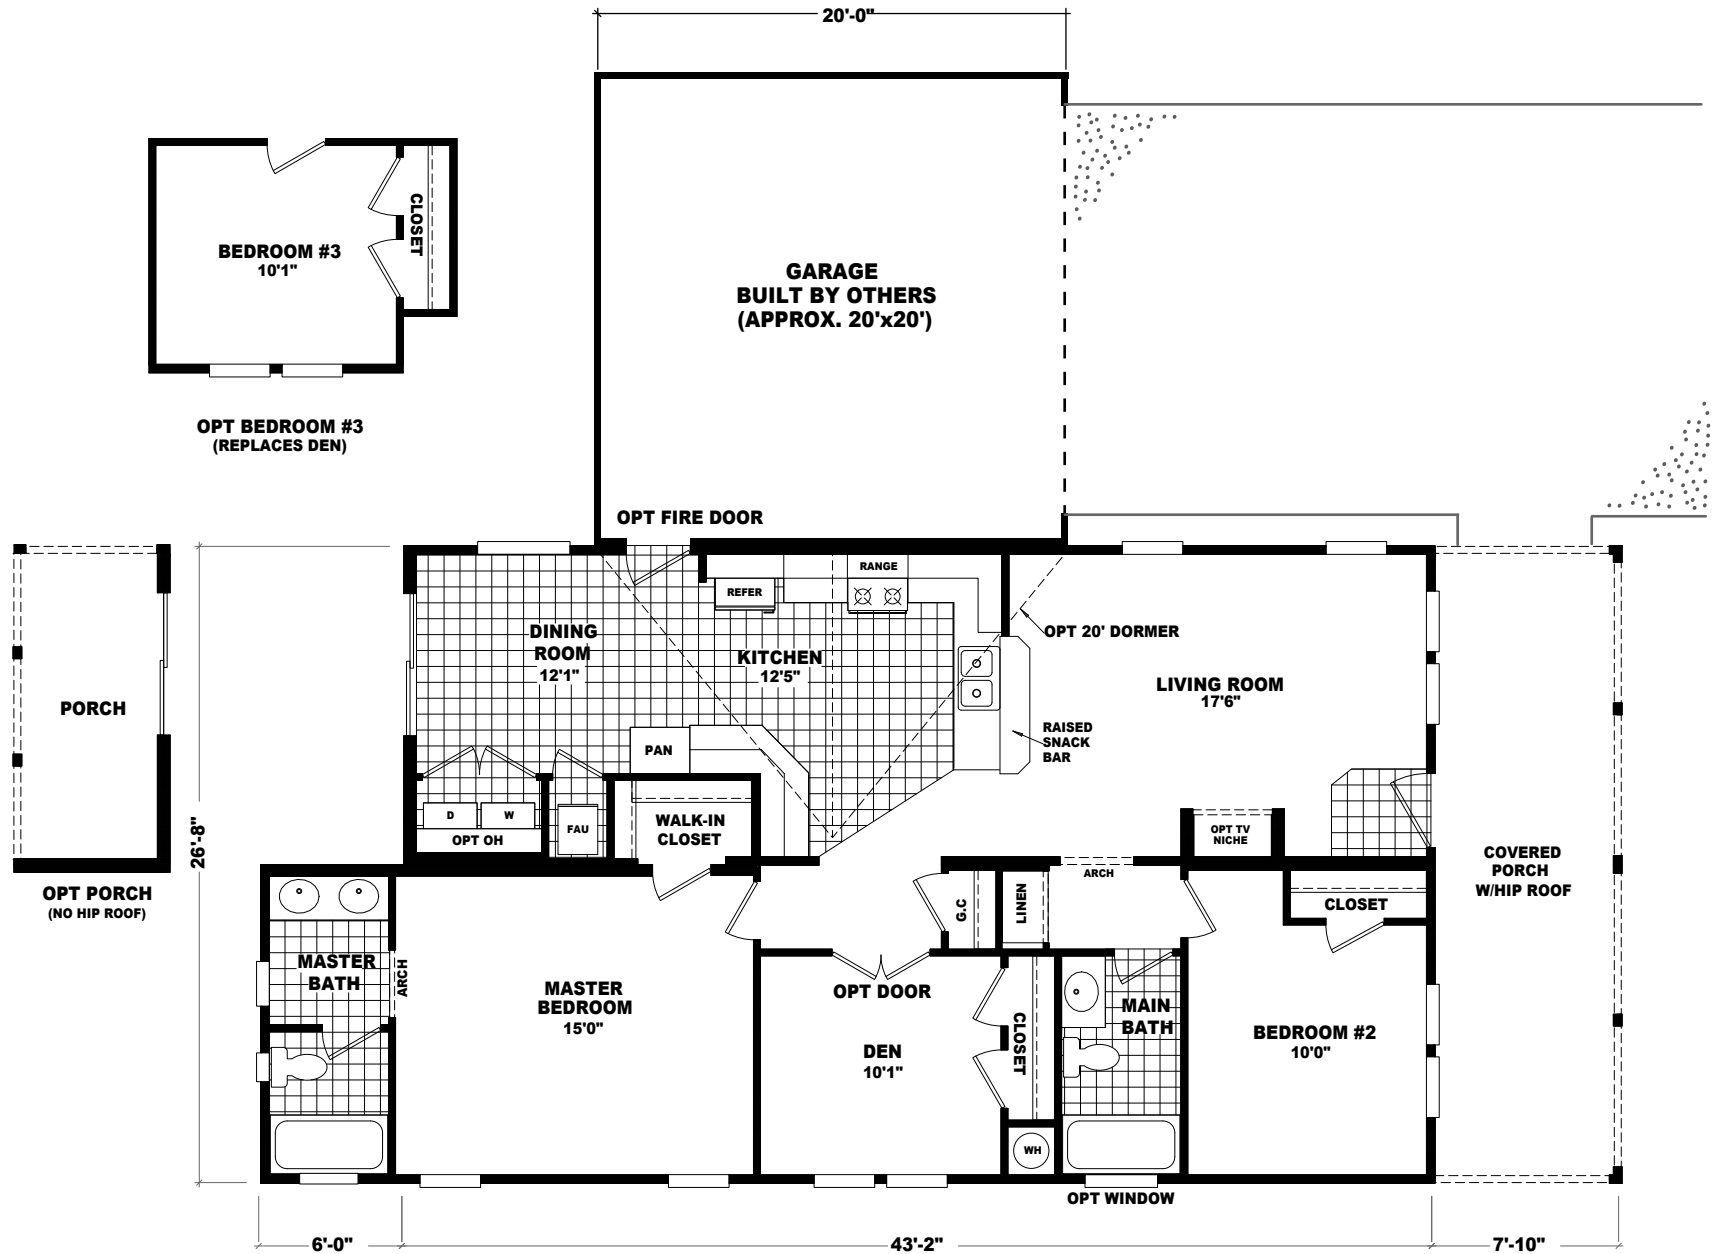 20'-0"
BEDROOM #3
10'1"
CLOSET
OPT BEDROOM #3
(REPLACES DEN)
GARAGE
BUILT BY OTHERS
(APPROX. 20'x20')
OPT FIRE DOOR
PORCH
OPT PORCH
(NO HIP ROOF)
26'-8"
DINING
ROOM
12'1"
REFER
RANGE
KITCHEN
12'5"
OPT 20' DORMER
LIVING ROOM
17'6"
RAISED
SNACK
BAR
PAN
D
W
OPT OH
FAU
WALK-IN
CLOSET
OPT TV
NICHE
COVERED
PORCH
W/HIP ROOF
ARCH
G.C
LINEN
CLOSET
MASTER
BATH
ARCH
MASTER
BEDROOM
15'0"
OPT DOOR
DEN
10'1"
CLOSET
MAIN
BATH
BEDROOM #2
10'0"
WH
OPT WINDOW
6'-0"
43'-2"
7'-10"